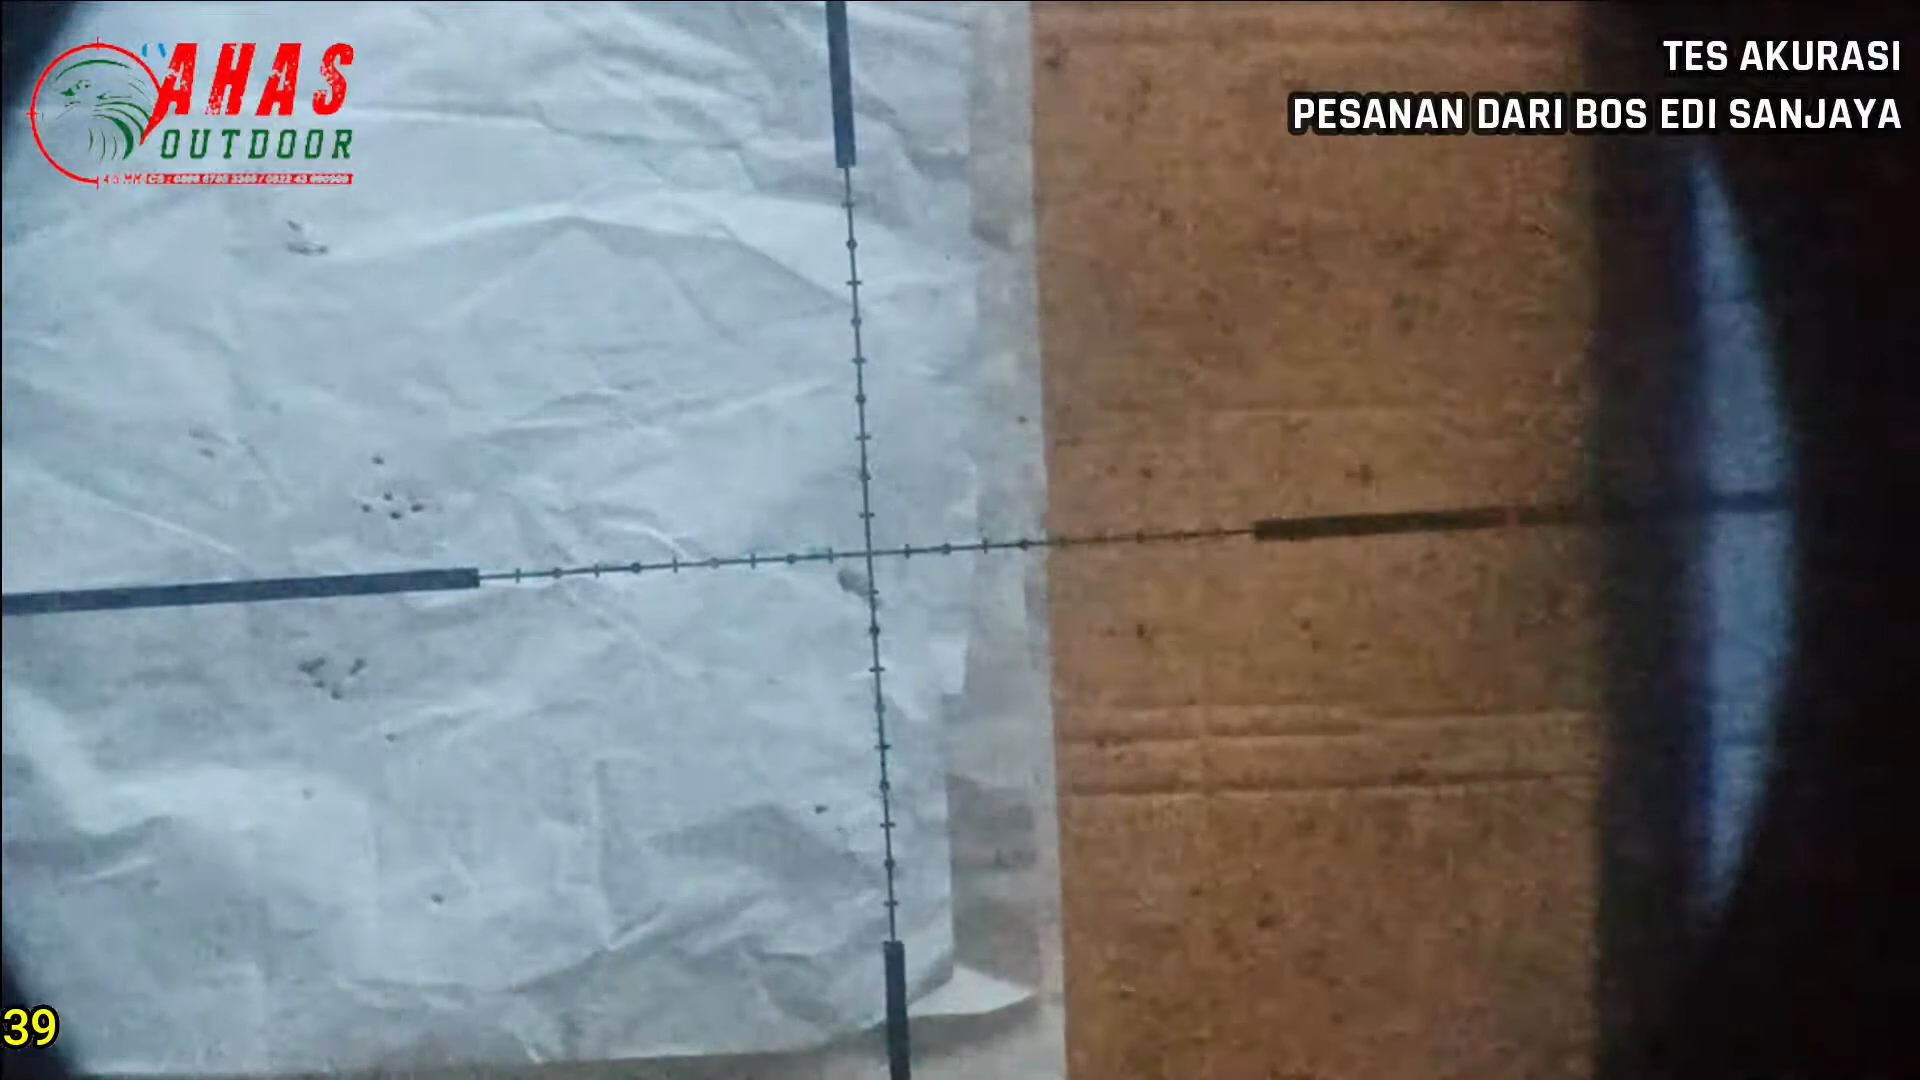 AHAS
OUTDOOR
TES AKURASI
PESANAN DARI BOS EDI SANJAYA
39